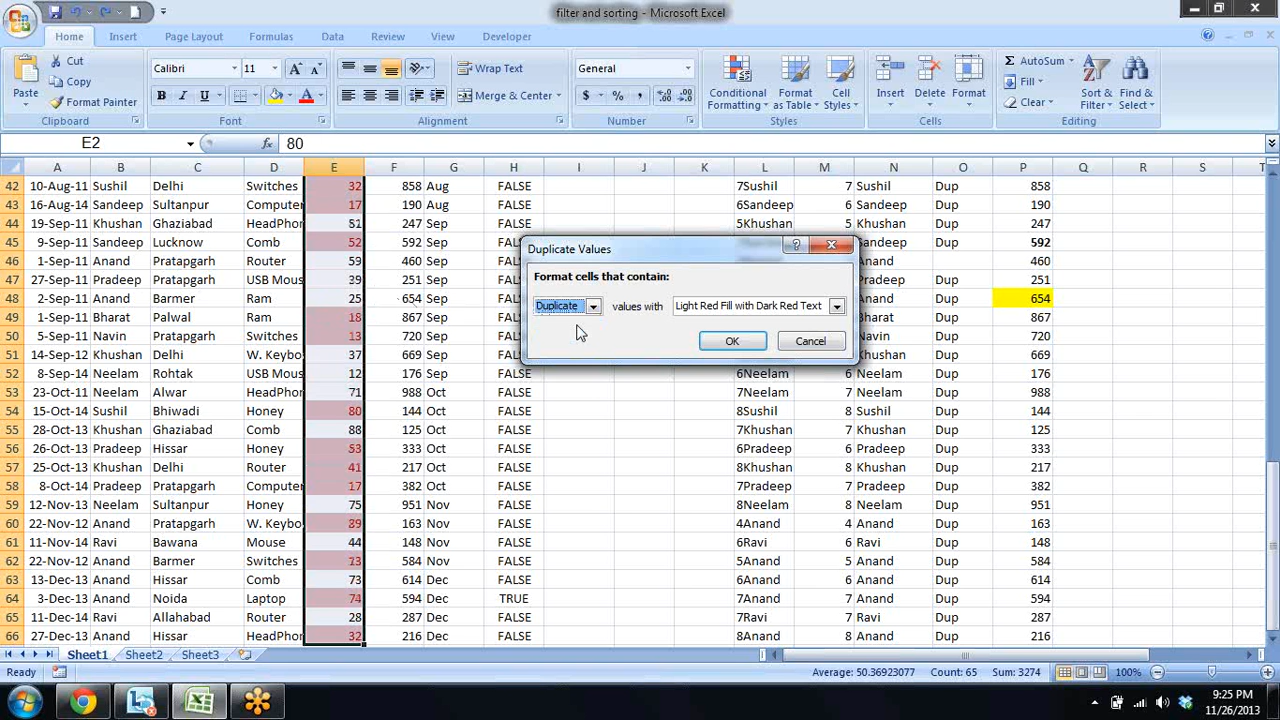 filter and sorting - Microsoft Excel
Home Insert Page Layout Formulas Data Review View Developer
Paste Cut Copy Format Painter
Calibri 11 A A Wrap Text General Conditional Formatting Format as Table Cell Styles Insert Delete Format AutoSum Fill Clear Sort & Filter Find & Select
B I U A Merge & Center $ % ,
Clipboard Font Alignment Number Styles Cells Editing
E2 fx 80
A B C D E F G H I J K L M N O P Q R S T
42 10-Aug-11 Sushil Delhi Switches 32 858 Aug FALSE 7Sushil 7 Sushil Dup 858
43 16-Aug-14 Sandeep Sultanpur Computer 17 190 Aug FALSE 6Sandeep 6 Sandeep Dup 190
44 19-Sep-11 Khushan Ghaziabad HeadPhor 51 247 Sep FALSE 5Khushan 5 Khushan Dup 247
45 9-Sep-11 Sandeep Lucknow Comb 52 592 Sep Sandeep Dup 592
46 1-Sep-11 Anand Pratapgarh Router 59 460 Sep Anand 460
47 27-Sep-11 Pradeep Pratapgarh USB Mous 39 251 Sep Pradeep Dup 251
48 2-Sep-11 Anand Barmer Ram 25 654 Sep Anand Dup 654
49 1-Sep-11 Bharat Palwal Ram 18 867 Sep Bharat Dup 867
50 5-Sep-11 Navin Pratapgarh Switches 13 720 Sep Navin Dup 720
51 14-Sep-12 Khushan Delhi W. Keybo 37 669 Sep Khushan Dup 669
52 8-Sep-14 Neelam Rohtak USB Mous 12 176 Sep FALSE 6Neelam 6 Neelam Dup 176
53 23-Oct-11 Neelam Alwar HeadPhor 71 988 Oct FALSE 7Neelam 7 Neelam Dup 988
54 15-Oct-14 Sushil Bhiwadi Honey 80 144 Oct FALSE 8Sushil 8 Sushil Dup 144
55 28-Oct-13 Khushan Ghaziabad Router 88 125 Oct FALSE 7Khushan 7 Khushan Dup 125
56 26-Oct-13 Pradeep Hissar Honey 53 333 Oct FALSE 6Pradeep 6 Pradeep Dup 333
57 25-Oct-13 Khushan Delhi Router 41 217 Oct FALSE 8Khushan 8 Khushan Dup 217
58 8-Oct-14 Pradeep Pratapgarh Computer 17 382 Oct FALSE 7Pradeep 7 Pradeep Dup 382
59 12-Nov-13 Neelam Sultanpur Honey 75 951 Nov FALSE 8Neelam 8 Neelam Dup 951
60 22-Nov-12 Anand Pratapgarh W. Keybo 89 163 Nov FALSE 4Anand 4 Anand Dup 163
61 11-Nov-14 Ravi Bawana Mouse 44 148 Nov FALSE 6Ravi 6 Ravi Dup 148
62 22-Nov-13 Anand Barmer Switches 73 584 Nov FALSE 5Anand 5 Anand Dup 584
63 13-Dec-13 Anand Hissar Comb 73 614 Dec FALSE 6Anand 6 Anand Dup 614
64 3-Dec-13 Anand Noida Laptop 74 594 Dec TRUE 7Anand 7 Anand Dup 594
65 11-Dec-14 Ravi Allahabad Router 28 287 Dec FALSE 7Ravi 7 Ravi Dup 287
66 27-Dec-13 Anand Hissar HeadPhor 32 216 Dec FALSE 8Anand 8 Anand Dup 216
Duplicate Values
Format cells that contain:
Duplicate values with Light Red Fill with Dark Red Text
OK Cancel
Sheet1 Sheet2 Sheet3
Ready Average: 50.36923077 Count: 65 Sum: 3274 100%
9:25 PM
11/26/2013